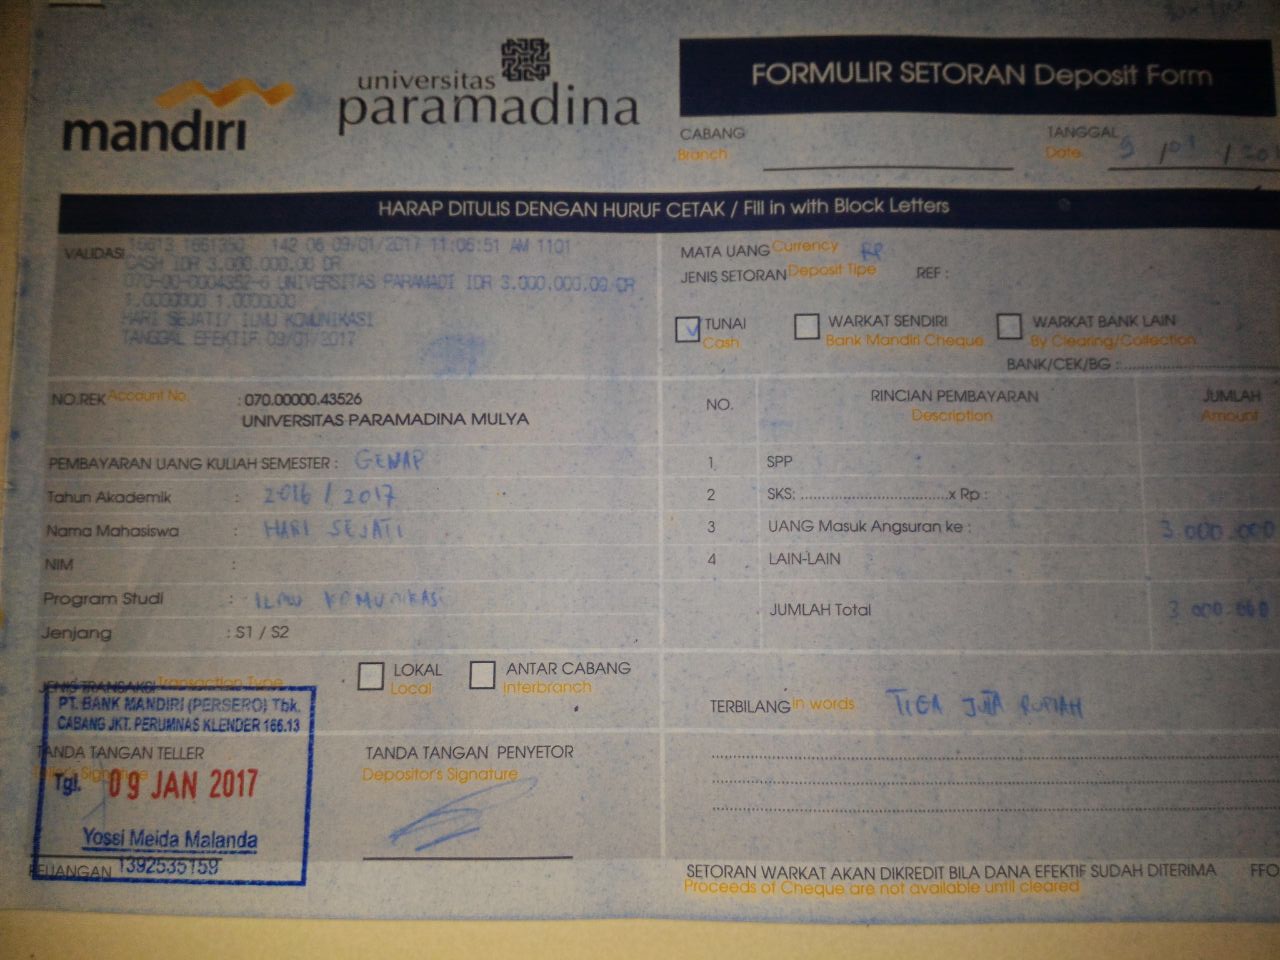 mandiri
universitas
paramadina
FORMULIR SETORAN Deposit Form
CABANG
Branch
TANGGAL
Date
9 / 01 / 20
HARAP DITULIS DENGAN HURUF CETAK / Fill in with Block Letters
VALIDASI
16613 1661350 142 06 09/01/2017 11:06:51 AM 1101
CASH IDR 3.000.000.00 DR
070-00-0004352-6 UNIVERSITAS PARAMADI IDR 3.000.000.00 CR
1.0000000 1.0000000
HARI SEJATI/ ILMU KOMUNIKASI
TANGGAL EFEKTIF 09/01/2017
MATA UANG Currency RP
JENIS SETORAN Deposit Tipe REF :
TUNAI
Cash
WARKAT SENDIRI
Bank Mandiri Cheque
WARKAT BANK LAIN
By Clearing/Collection
BANK/CEK/BG :
NO.REK Account No. : 070.00000.43526
UNIVERSITAS PARAMADINA MULYA
PEMBAYARAN UANG KULIAH SEMESTER : GENAP
Tahun Akademik : 2016 / 2017
Nama Mahasiswa : HARI SEJATI
NIM :
Program Studi : ILMU KOMUNIKASI
Jenjang : S1 / S2
NO.
RINCIAN PEMBAYARAN
Description
JUMLAH
Amount
1 SPP
2 SKS: ..................................x Rp :
3 UANG Masuk Angsuran ke : 3.000.000
4 LAIN-LAIN
JUMLAH Total 3.000.000
JENIS TRANSAKSI Transaction Type
LOKAL
Local
ANTAR CABANG
Interbranch
TERBILANG In words TIGA JUTA RUPIAH
PT. BANK MANDIRI (PERSERO) Tbk.
CABANG JKT. PERUMNAS KLENDER 166.13
TANDA TANGAN TELLER
Tgl. 09 JAN 2017
Yossi Meida Malanda
1392535159
TANDA TANGAN PENYETOR
Depositor's Signature
KEUANGAN
SETORAN WARKAT AKAN DIKREDIT BILA DANA EFEKTIF SUDAH DITERIMA
Proceeds of Cheque are not available until cleared
FFO